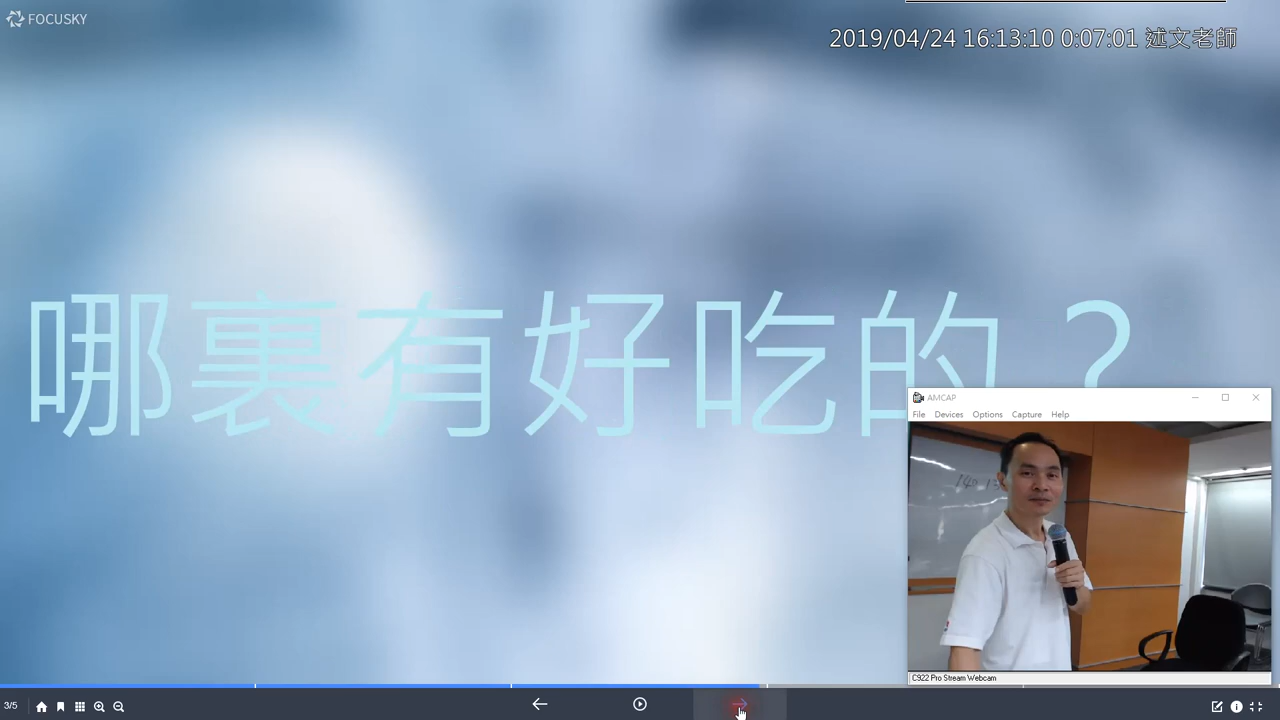 FOCUSKY
2019/04/24 16:13:10 0:07:01 述文老師
哪裏有好吃的？
AMCAP
File Devices Options Capture Help
C922 Pro Stream Webcam
3/5